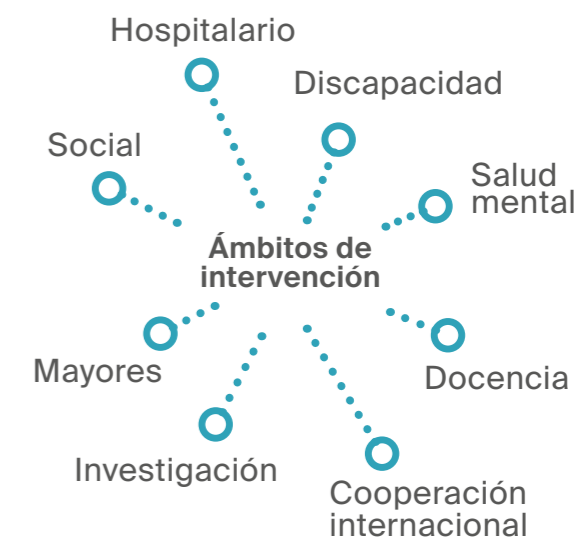 Hospitalario
Discapacidad
Social
Salud
mental
Ámbitos de
intervención
Mayores
Docencia
Investigación
Cooperación
internacional